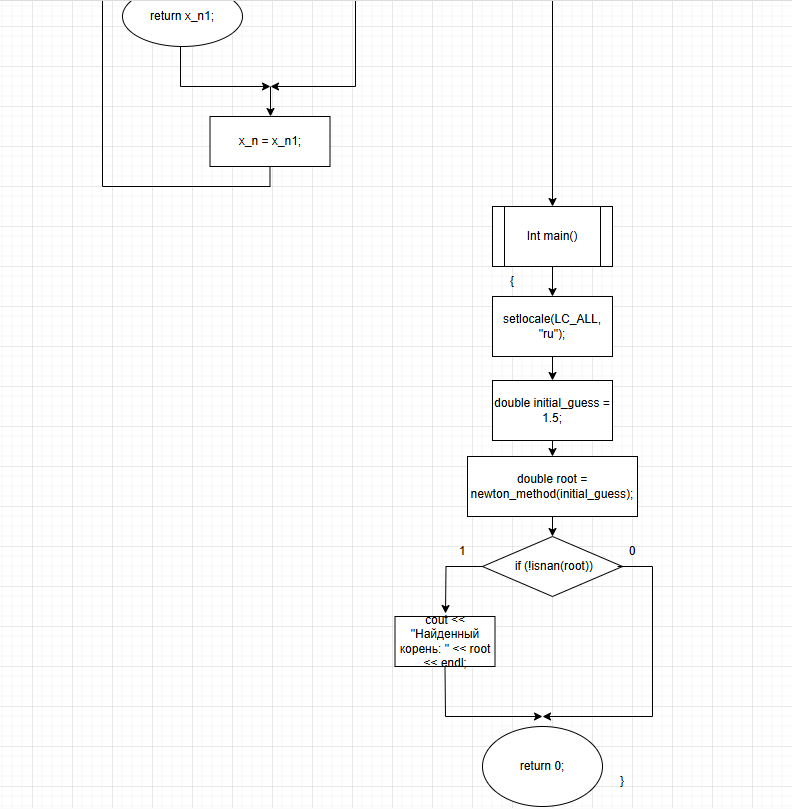 return x_n1;
x_n = x_n1;
Int main()
{
setlocale(LC_ALL,
"ru");
double initial_guess =
1.5;
double root =
newton_method(initial_guess);
1
0
if (!isnan(root))
cout <<
"Найденный
корень: " << root
<< endl;
return 0;
}